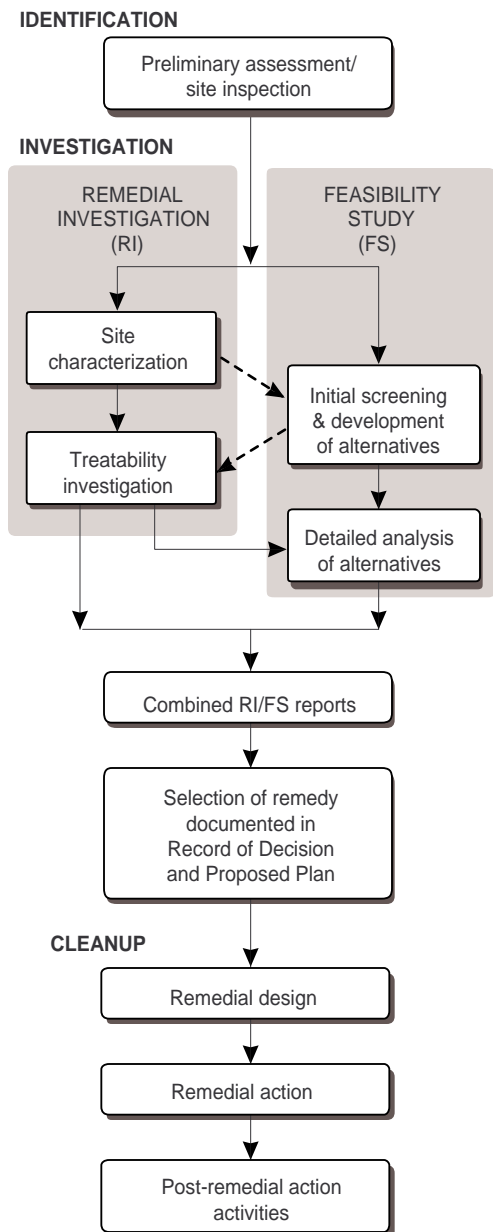 IDENTIFICATION
Preliminary assessment/
site inspection
INVESTIGATION
REMEDIAL
INVESTIGATION
(RI)
FEASIBILITY
STUDY
(FS)
Site
characterization
Initial screening
& development
of alternatives
Treatability
investigation
Detailed analysis
of alternatives
Combined RI/FS reports
Selection of remedy
documented in
Record of Decision
and Proposed Plan
CLEANUP
Remedial design
Remedial action
Post-remedial action
activities